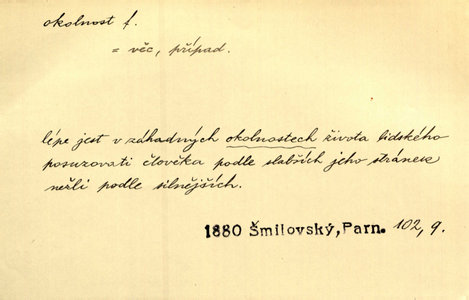 okolnost f.
= věc, případ.
lépe jest v záhadných okolnostech života lidského
posuzovati člověka podle slabších jeho stránek
nežli podle silnějších.
1880 Šmilovský, Parn. 102, 9.